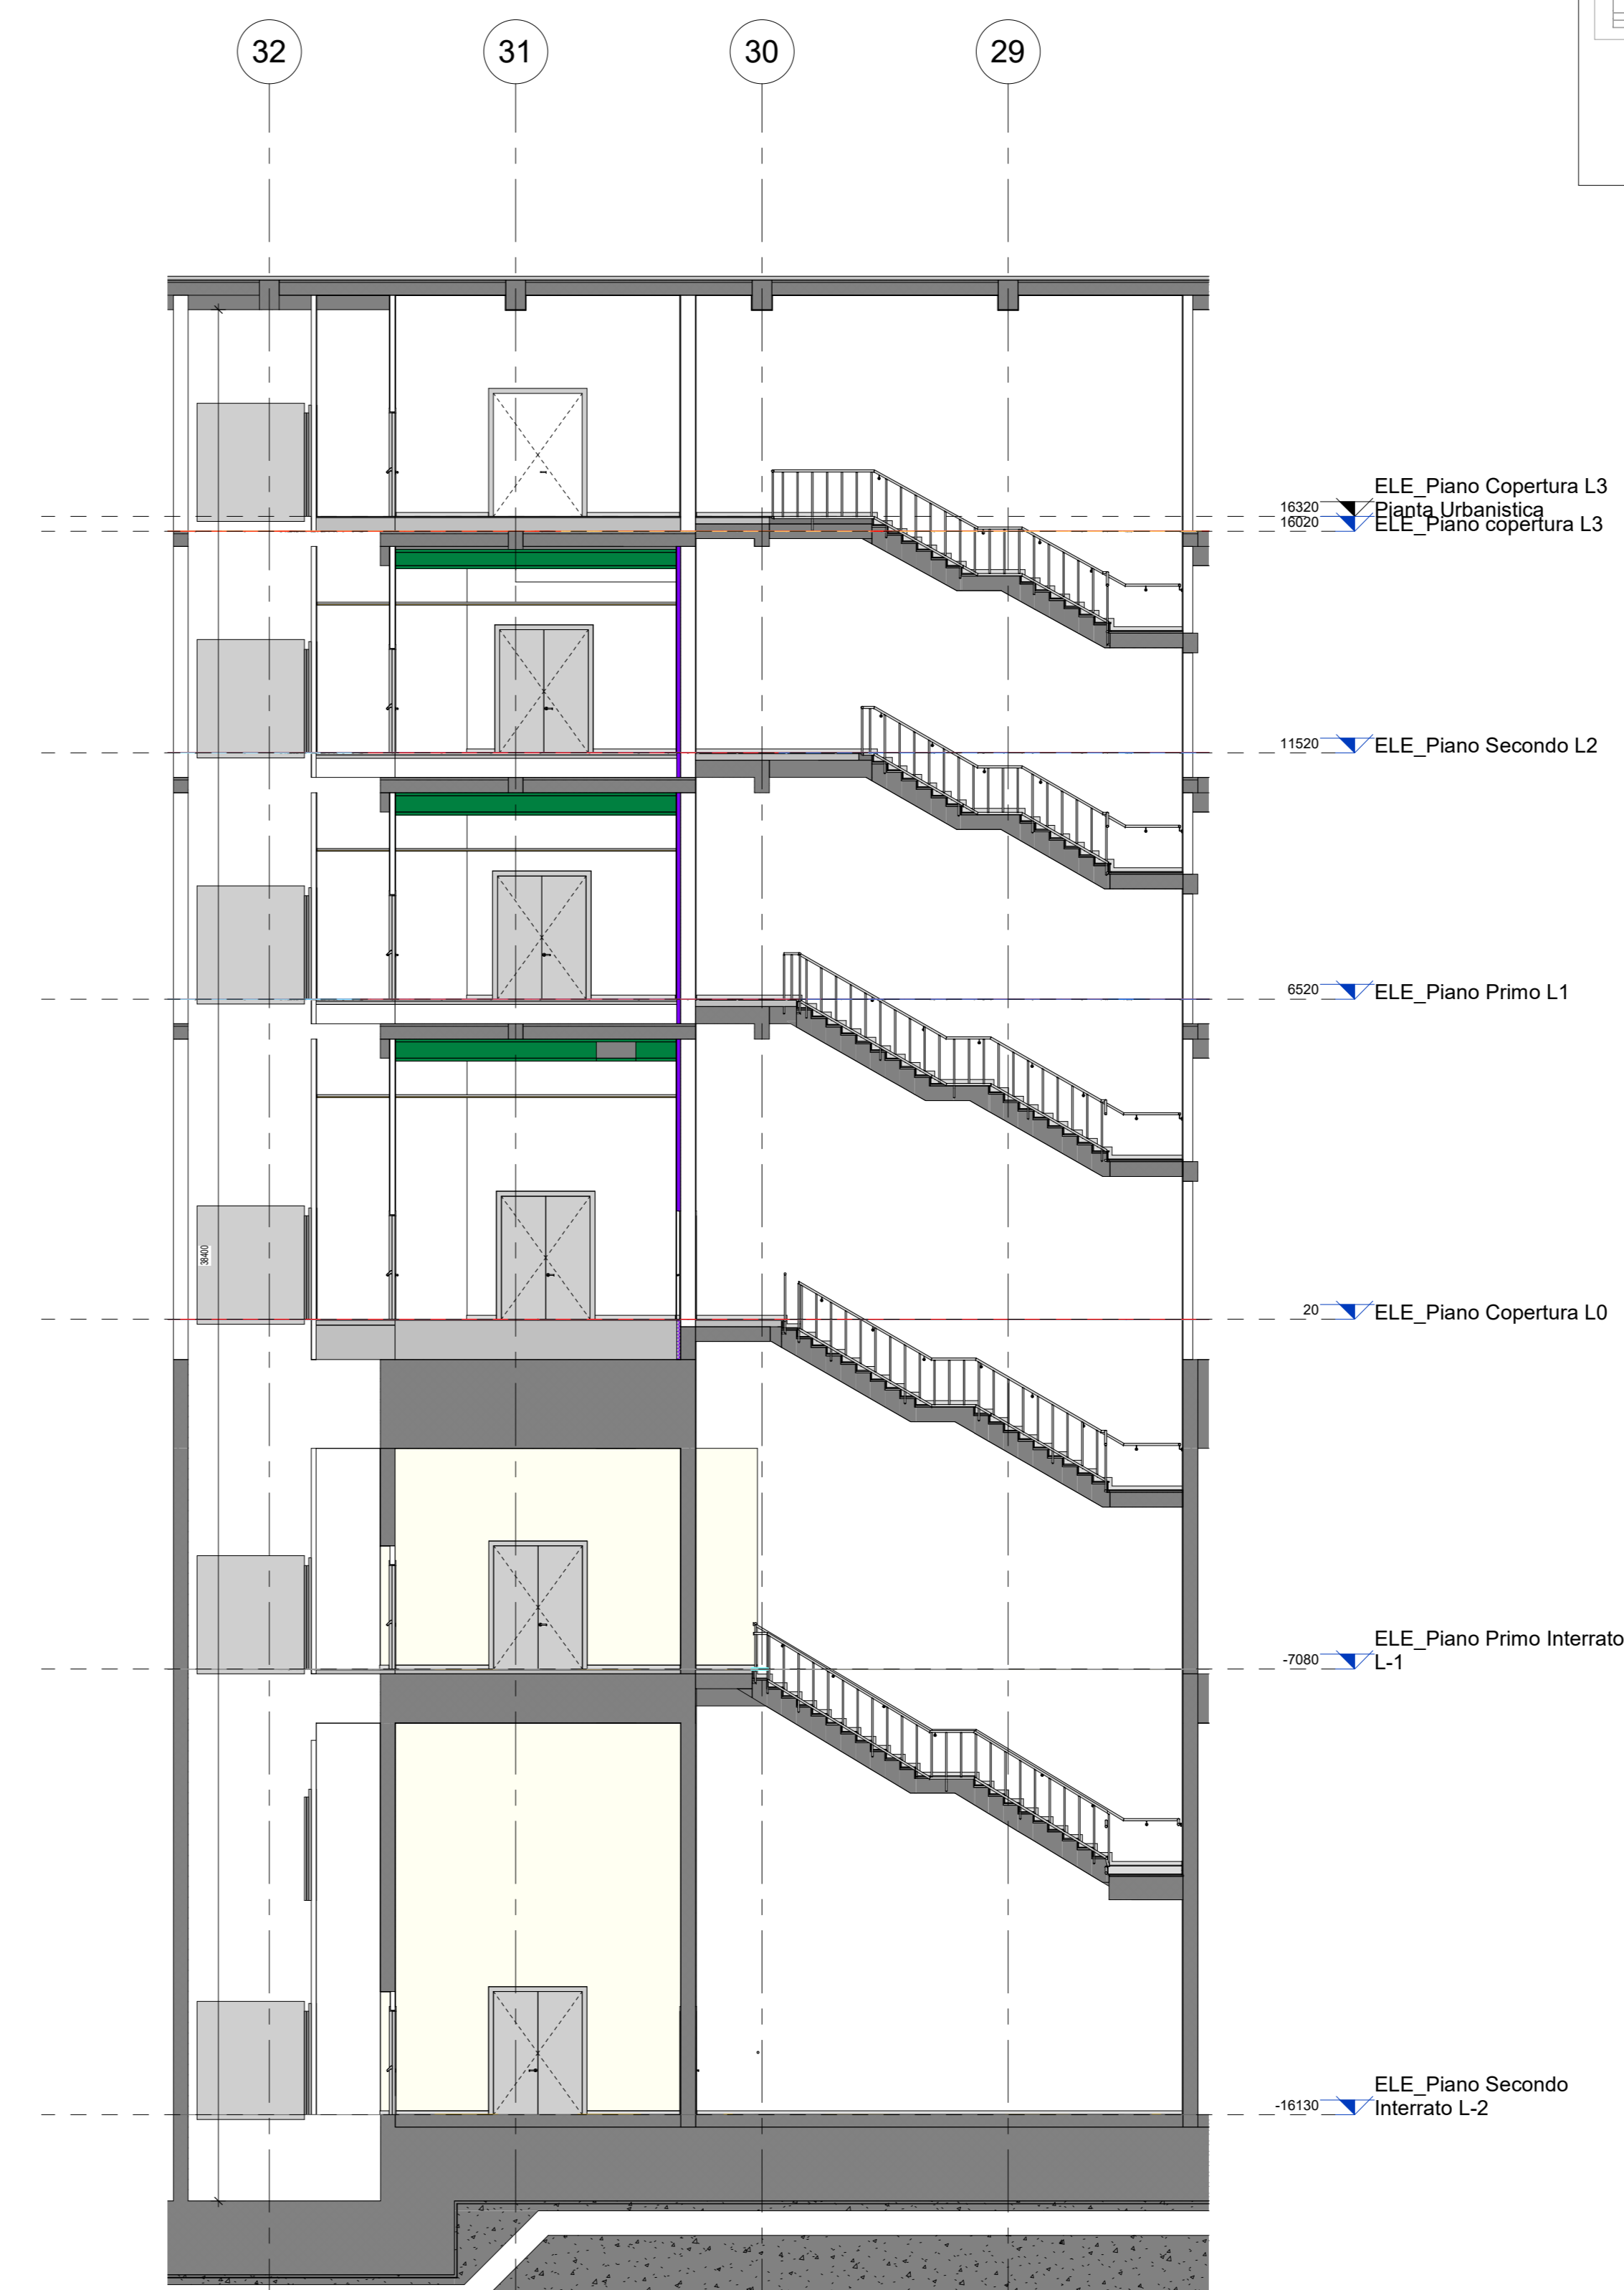 32
31
30
29
ELE_Piano Copertura L3
Pianta Urbanistica
16320
16020
ELE_Piano copertura L3
11520
ELE_Piano Secondo L2
6520
ELE_Piano Primo L1
38400
20
ELE_Piano Copertura L0
ELE_Piano Primo Interrato
-7080
L-1
ELE_Piano Secondo
-16130
Interrato L-2